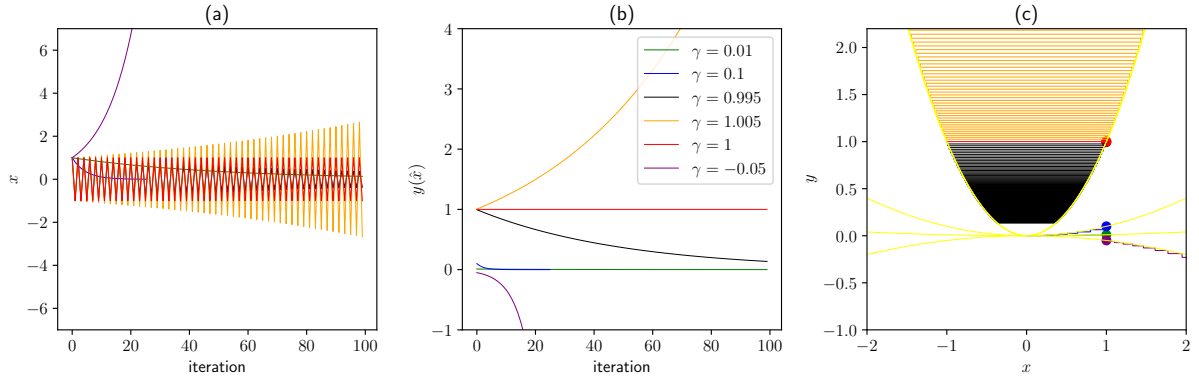 (a)
x
6
4
2
0
−2
−4
−6
0 20 40 60 80 100
iteration
(b)
y(x̄)
4
3
2
1
0
−1
0 20 40 60 80 100
iteration
γ = 0.01
γ = 0.1
γ = 0.995
γ = 1.005
γ = 1
γ = −0.05
(c)
y
2.0
1.5
1.0
0.5
0.0
−0.5
−1.0
−2 −1 0 1 2
x